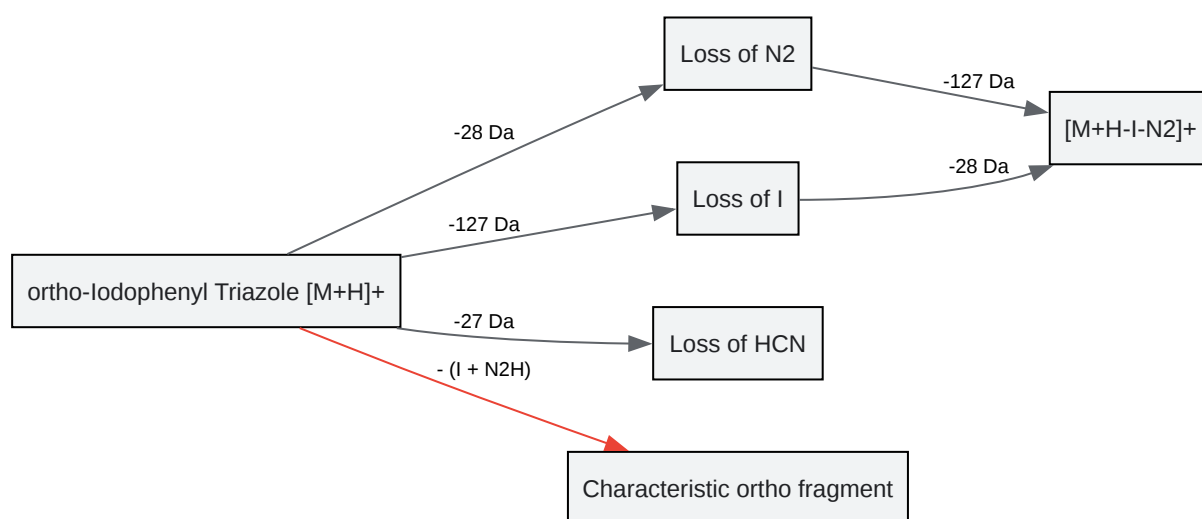 Loss of N2
-127 Da
-28 Da
[M+H-I-N2]+
-28 Da
Loss of I
-127 Da
ortho-Iodophenyl Triazole [M+H]+
-27 Da
Loss of HCN
- (I + N2H)
Characteristic ortho fragment